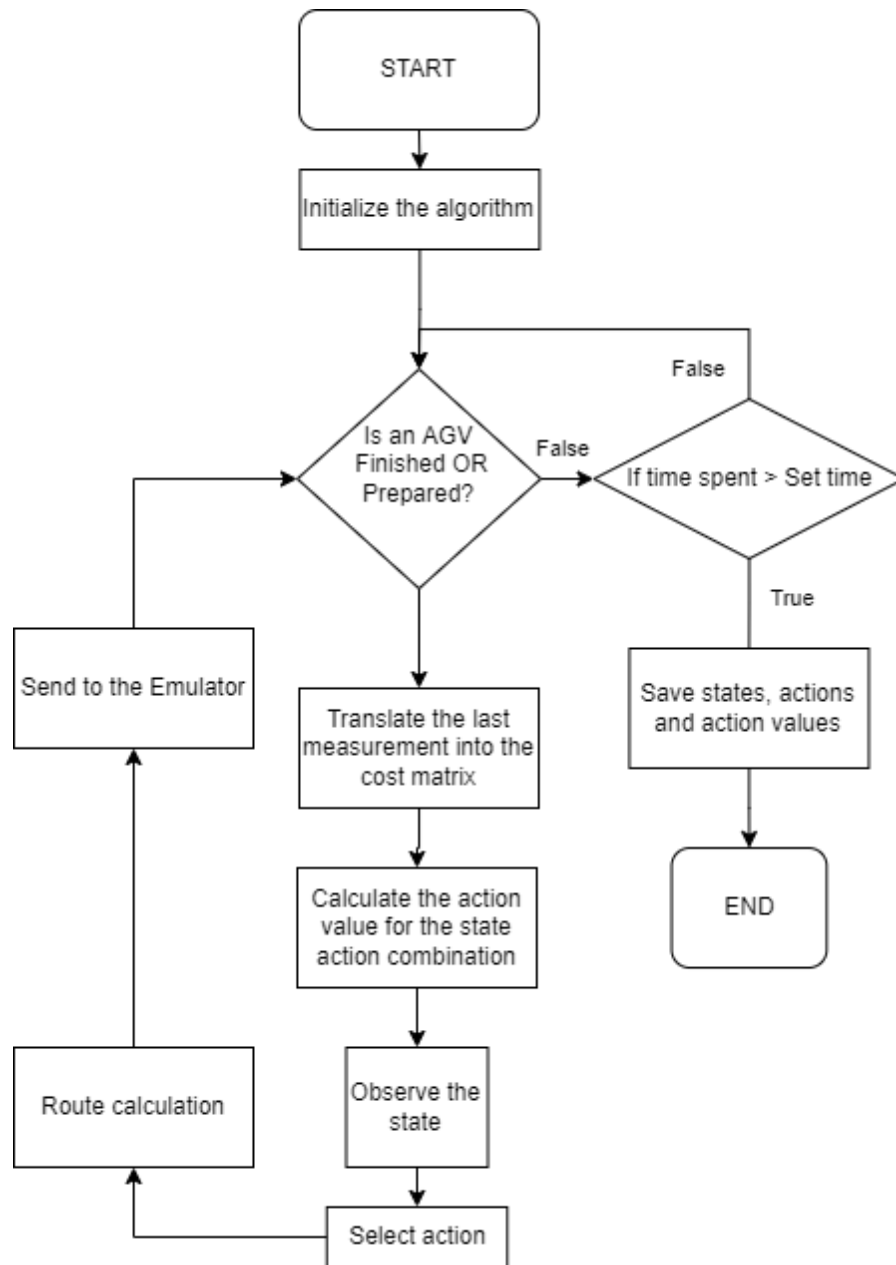 START
Initialize the algorithm
False
Is an AGV
Finished OR
Prepared?
False
If time spent > Set time
True
Send to the Emulator
Translate the last
measurement into the
cost matrix
Save states, actions
and action values
Calculate the action
value for the state
action combination
END
Route calculation
Observe the
state
Select action